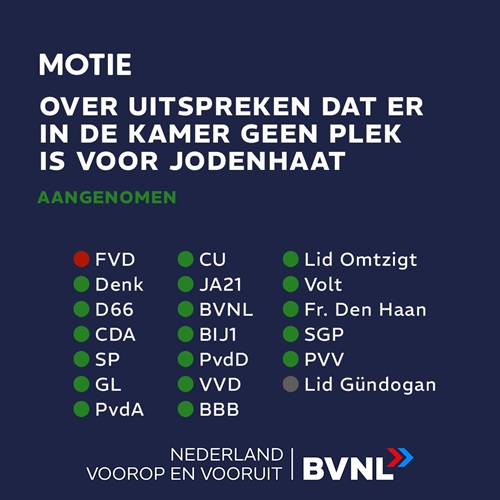 MOTIE
OVER UITSPREKEN DAT ER
IN DE KAMER GEEN PLEK
IS VOOR JODENHAAT
AANGENOMEN
FVD
Denk
D66
CDA
SP
GL
PvdA
CU
JA21
BVNL
BIJ1
PvdD
VVD
BBB
Lid Omtzigt
Volt
Fr. Den Haan
SGP
PVV
Lid Gündogan
NEDERLAND
VOOROP EN VOORUIT
BVNL